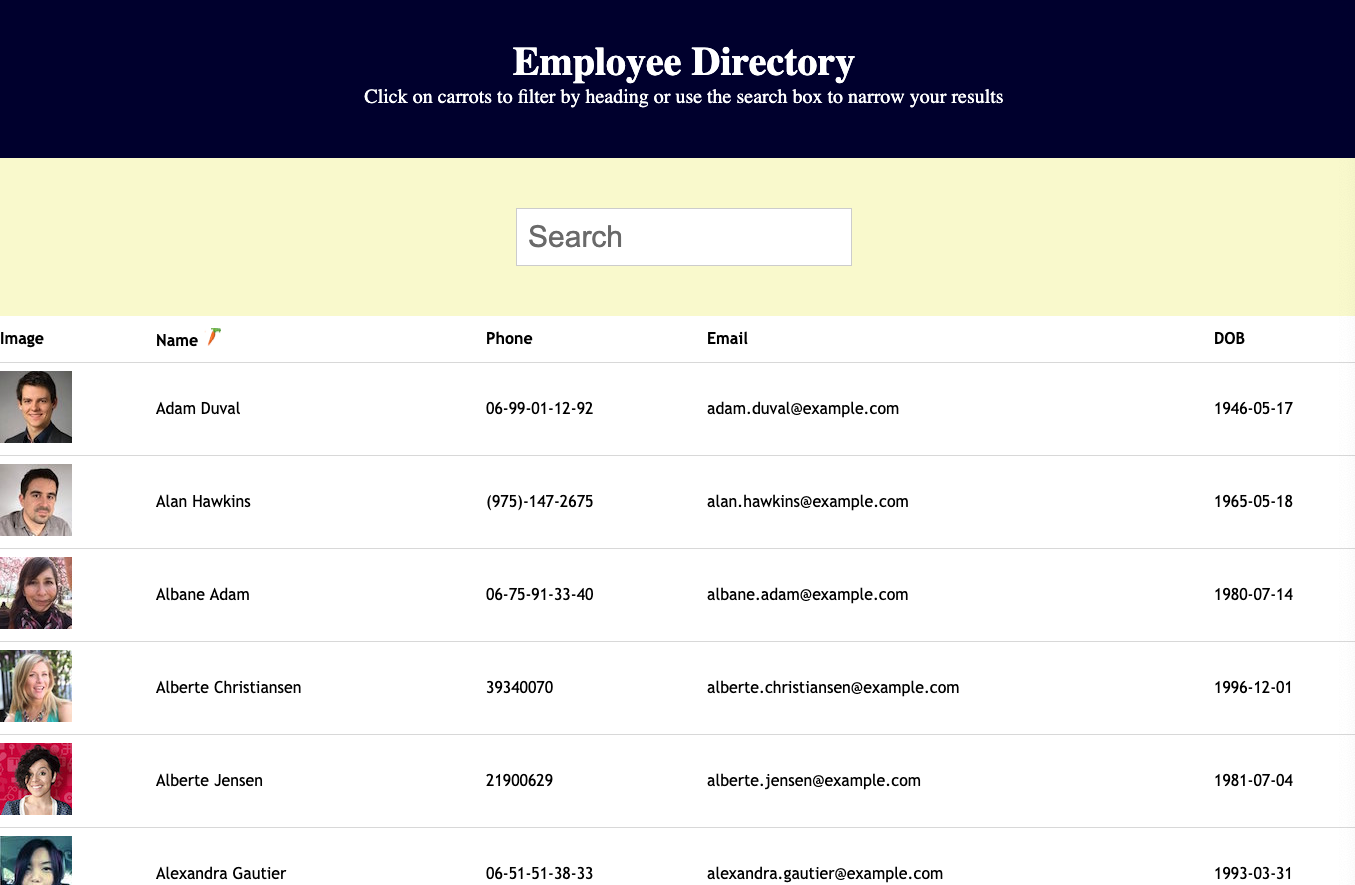 Employee Directory
Click on carrots to filter by heading or use the search box to narrow your results
Search
Image Name Phone Email DOB
Adam Duval 06-99-01-12-92 adam.duval@example.com 1946-05-17
Alan Hawkins (975)-147-2675 alan.hawkins@example.com 1965-05-18
Albane Adam 06-75-91-33-40 albane.adam@example.com 1980-07-14
Alberte Christiansen 39340070 alberte.christiansen@example.com 1996-12-01
Alberte Jensen 21900629 alberte.jensen@example.com 1981-07-04
Alexandra Gautier 06-51-51-38-33 alexandra.gautier@example.com 1993-03-31